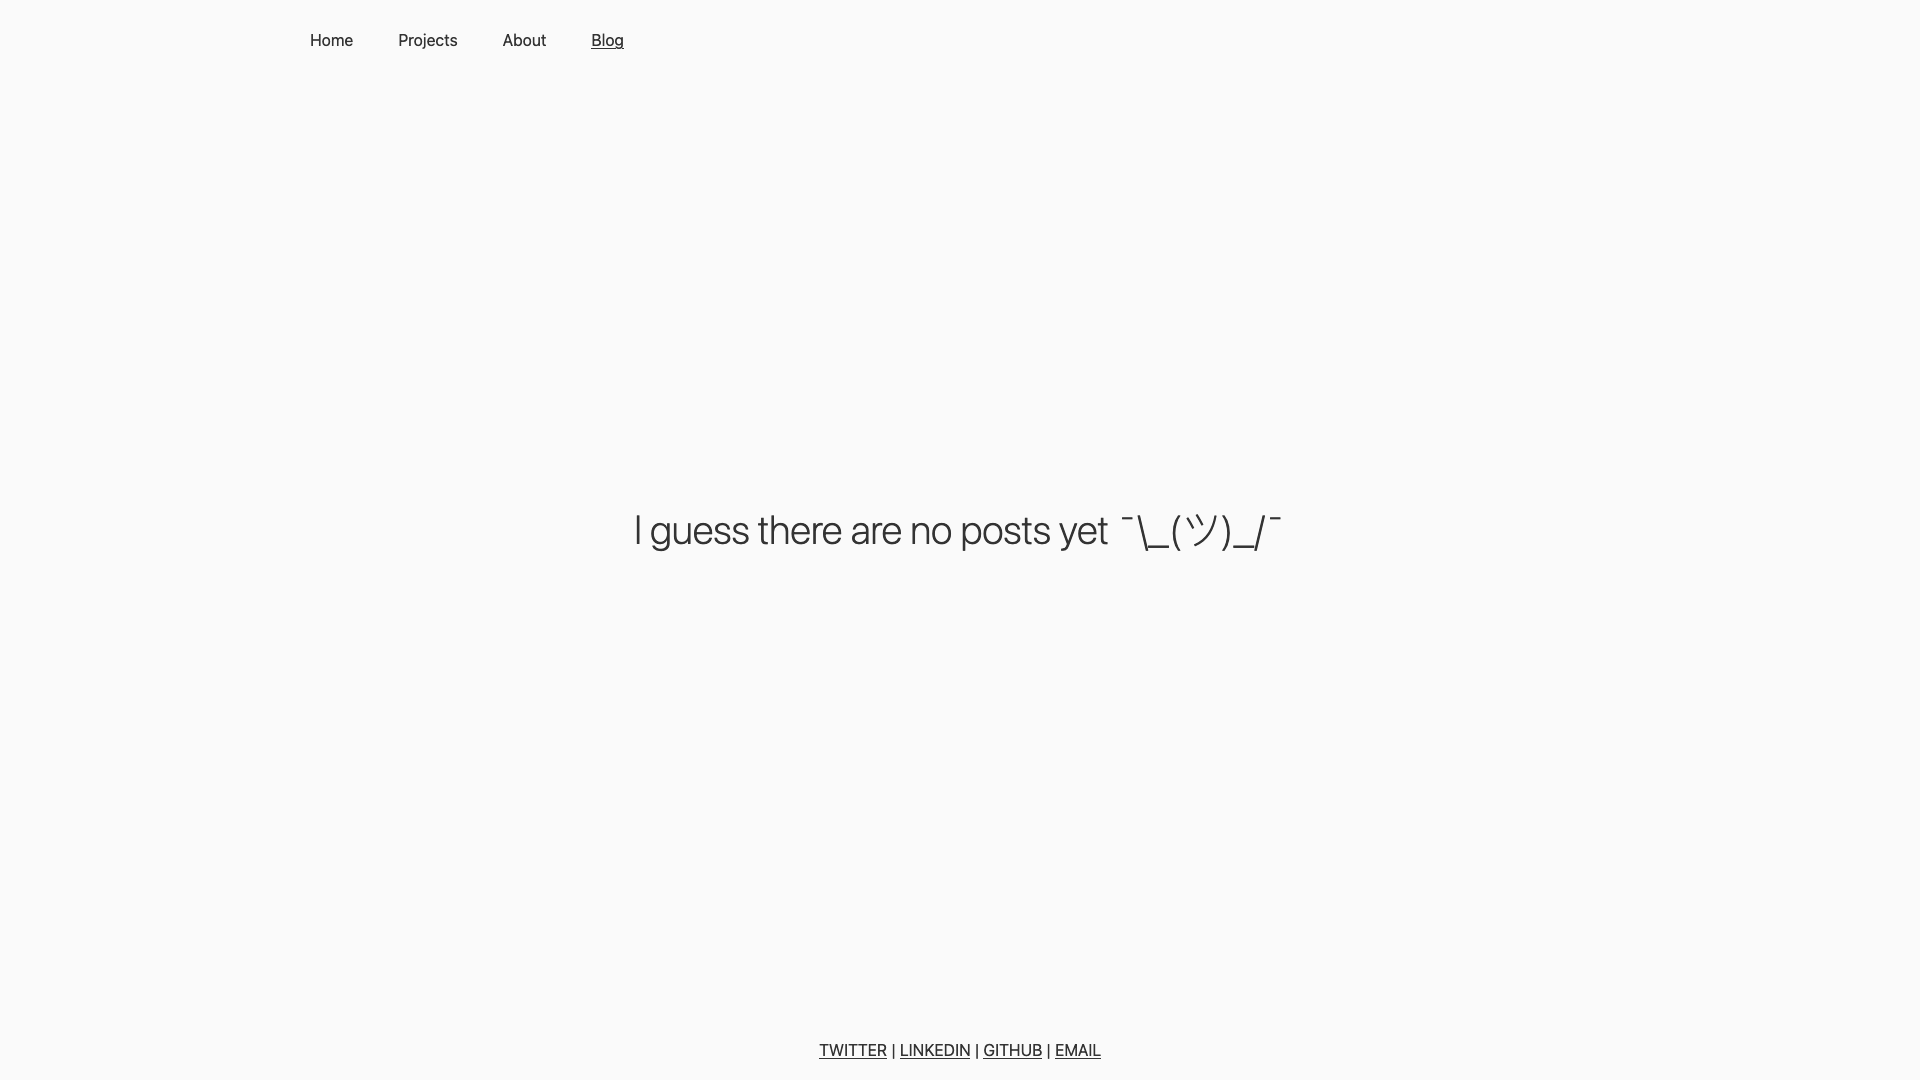 Home Projects About Blog
I guess there are no posts yet ¯\_(ツ)_/¯
TWITTER | LINKEDIN | GITHUB | EMAIL